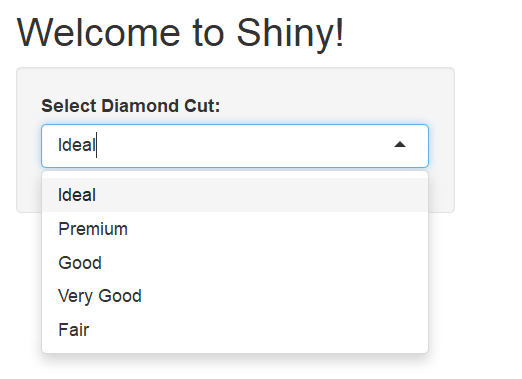 Welcome to Shiny!
Select Diamond Cut:
Ideal
Ideal
Premium
Good
Very Good
Fair